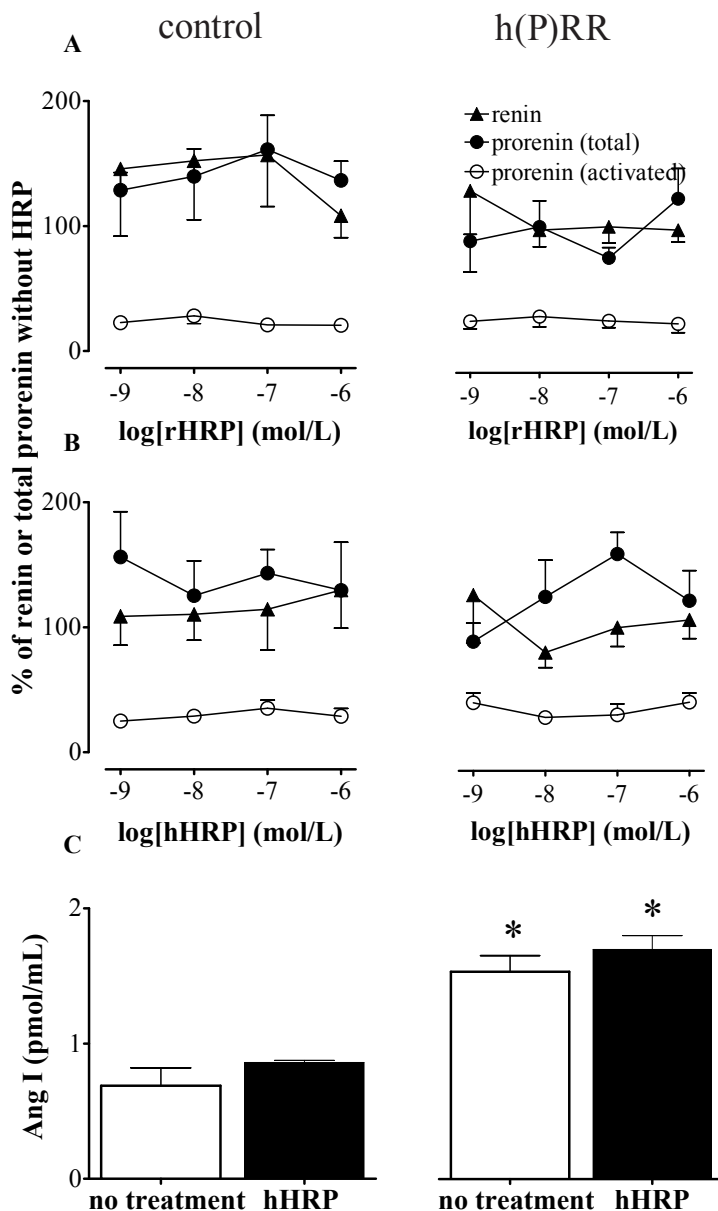 control h(P)RR
A
200
100
0
renin
prorenin (total)
prorenin (activated)
-9 -8 -7 -6 -9 -8 -7 -6
log[rHRP] (mol/L) log[rHRP] (mol/L)
% of renin or total prorenin without HRP
B
200
100
0
-9 -8 -7 -6 -9 -8 -7 -6
log[hHRP] (mol/L) log[hHRP] (mol/L)
C
Ang I (pmol/mL)
2
1
0
* *
no treatment hHRP no treatment hHRP